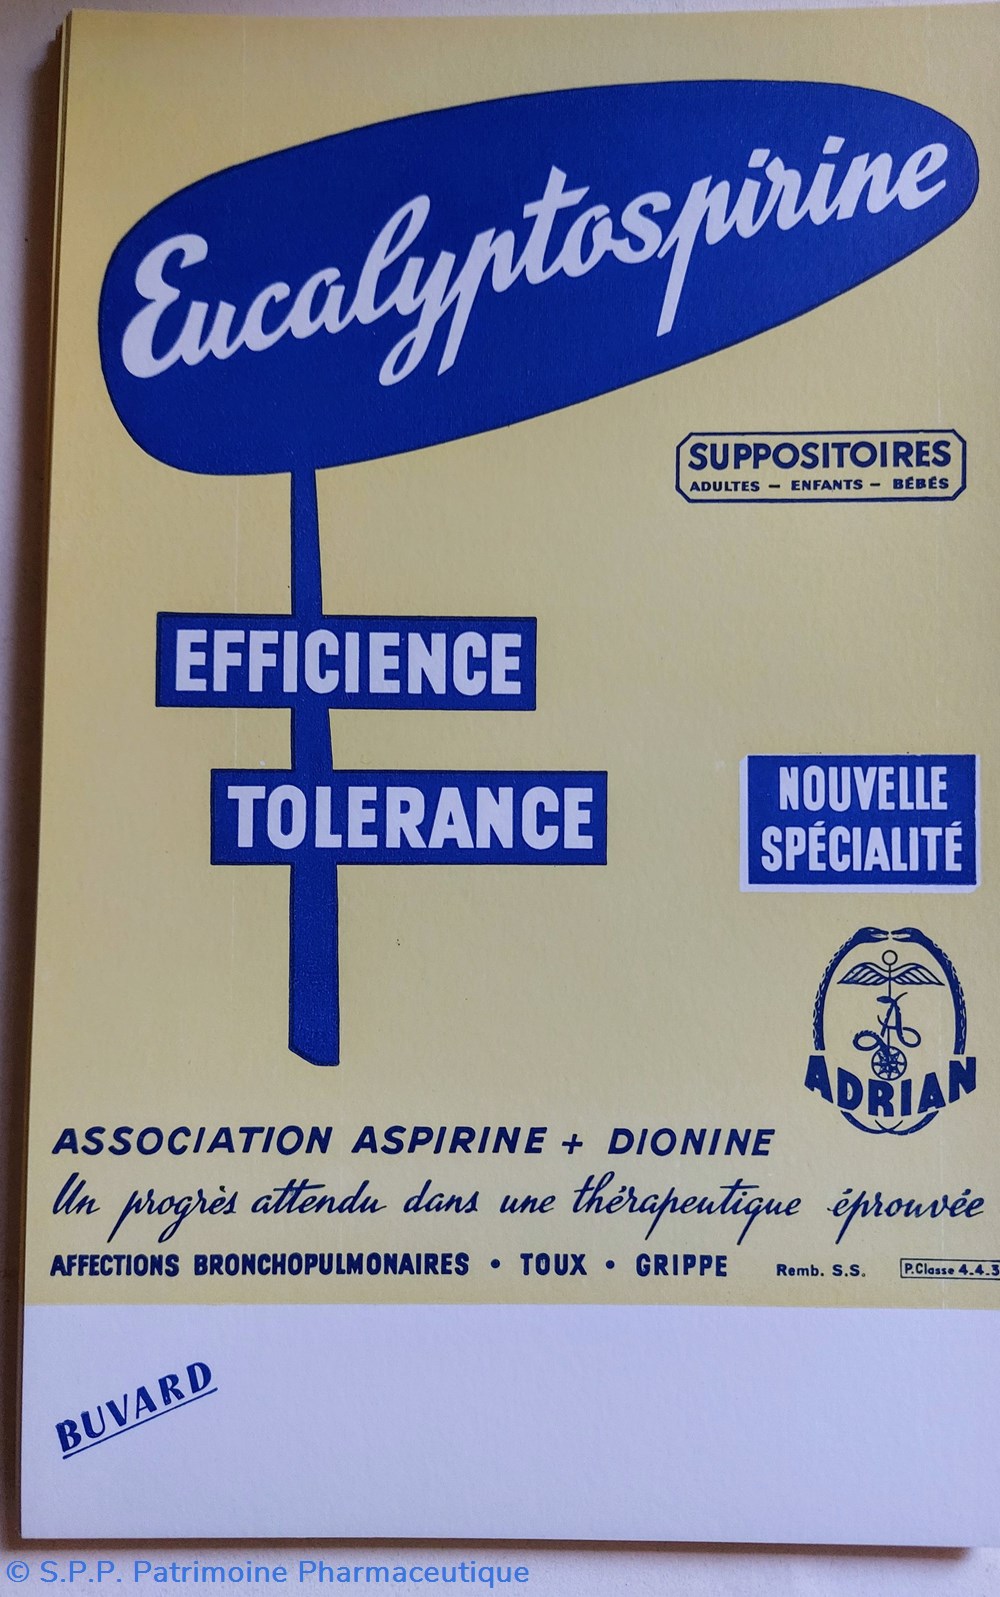 Eucalyptospirine
SUPPOSITOIRES
ADULTES – ENFANTS – BÉBÉS
EFFICIENCE
TOLERANCE
NOUVELLE
SPÉCIALITÉ
A
ADRIAN
ASSOCIATION ASPIRINE + DIONINE
Un progrès attendu dans une thérapeutique éprouvée
AFFECTIONS BRONCHOPULMONAIRES • TOUX • GRIPPE Remb. S.S. P.Classe 4-4-3
BUVARD
© S.P.P. Patrimoine Pharmaceutique